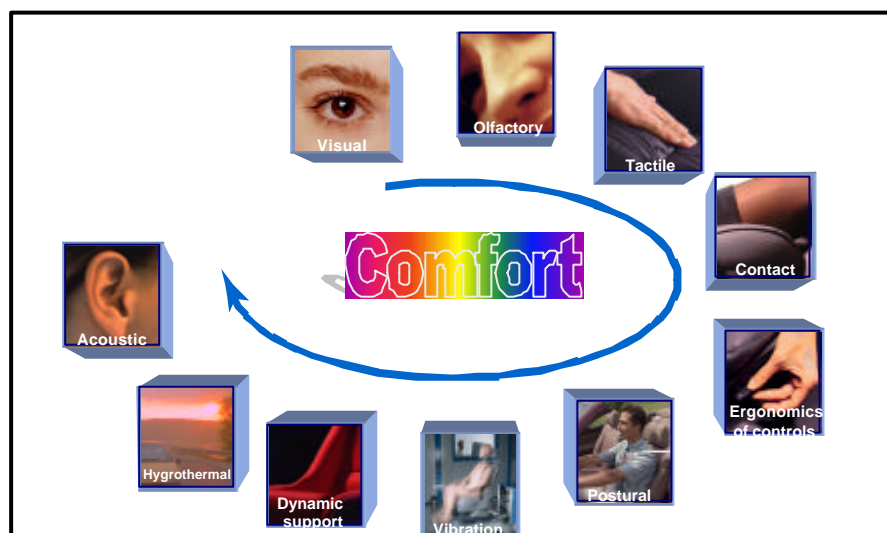 Visual
Olfactory
Tactile
Contact
Ergonomics
of controls
Postural
Vibration
Dynamic
support
Hygrothermal
Acoustic
Comfort